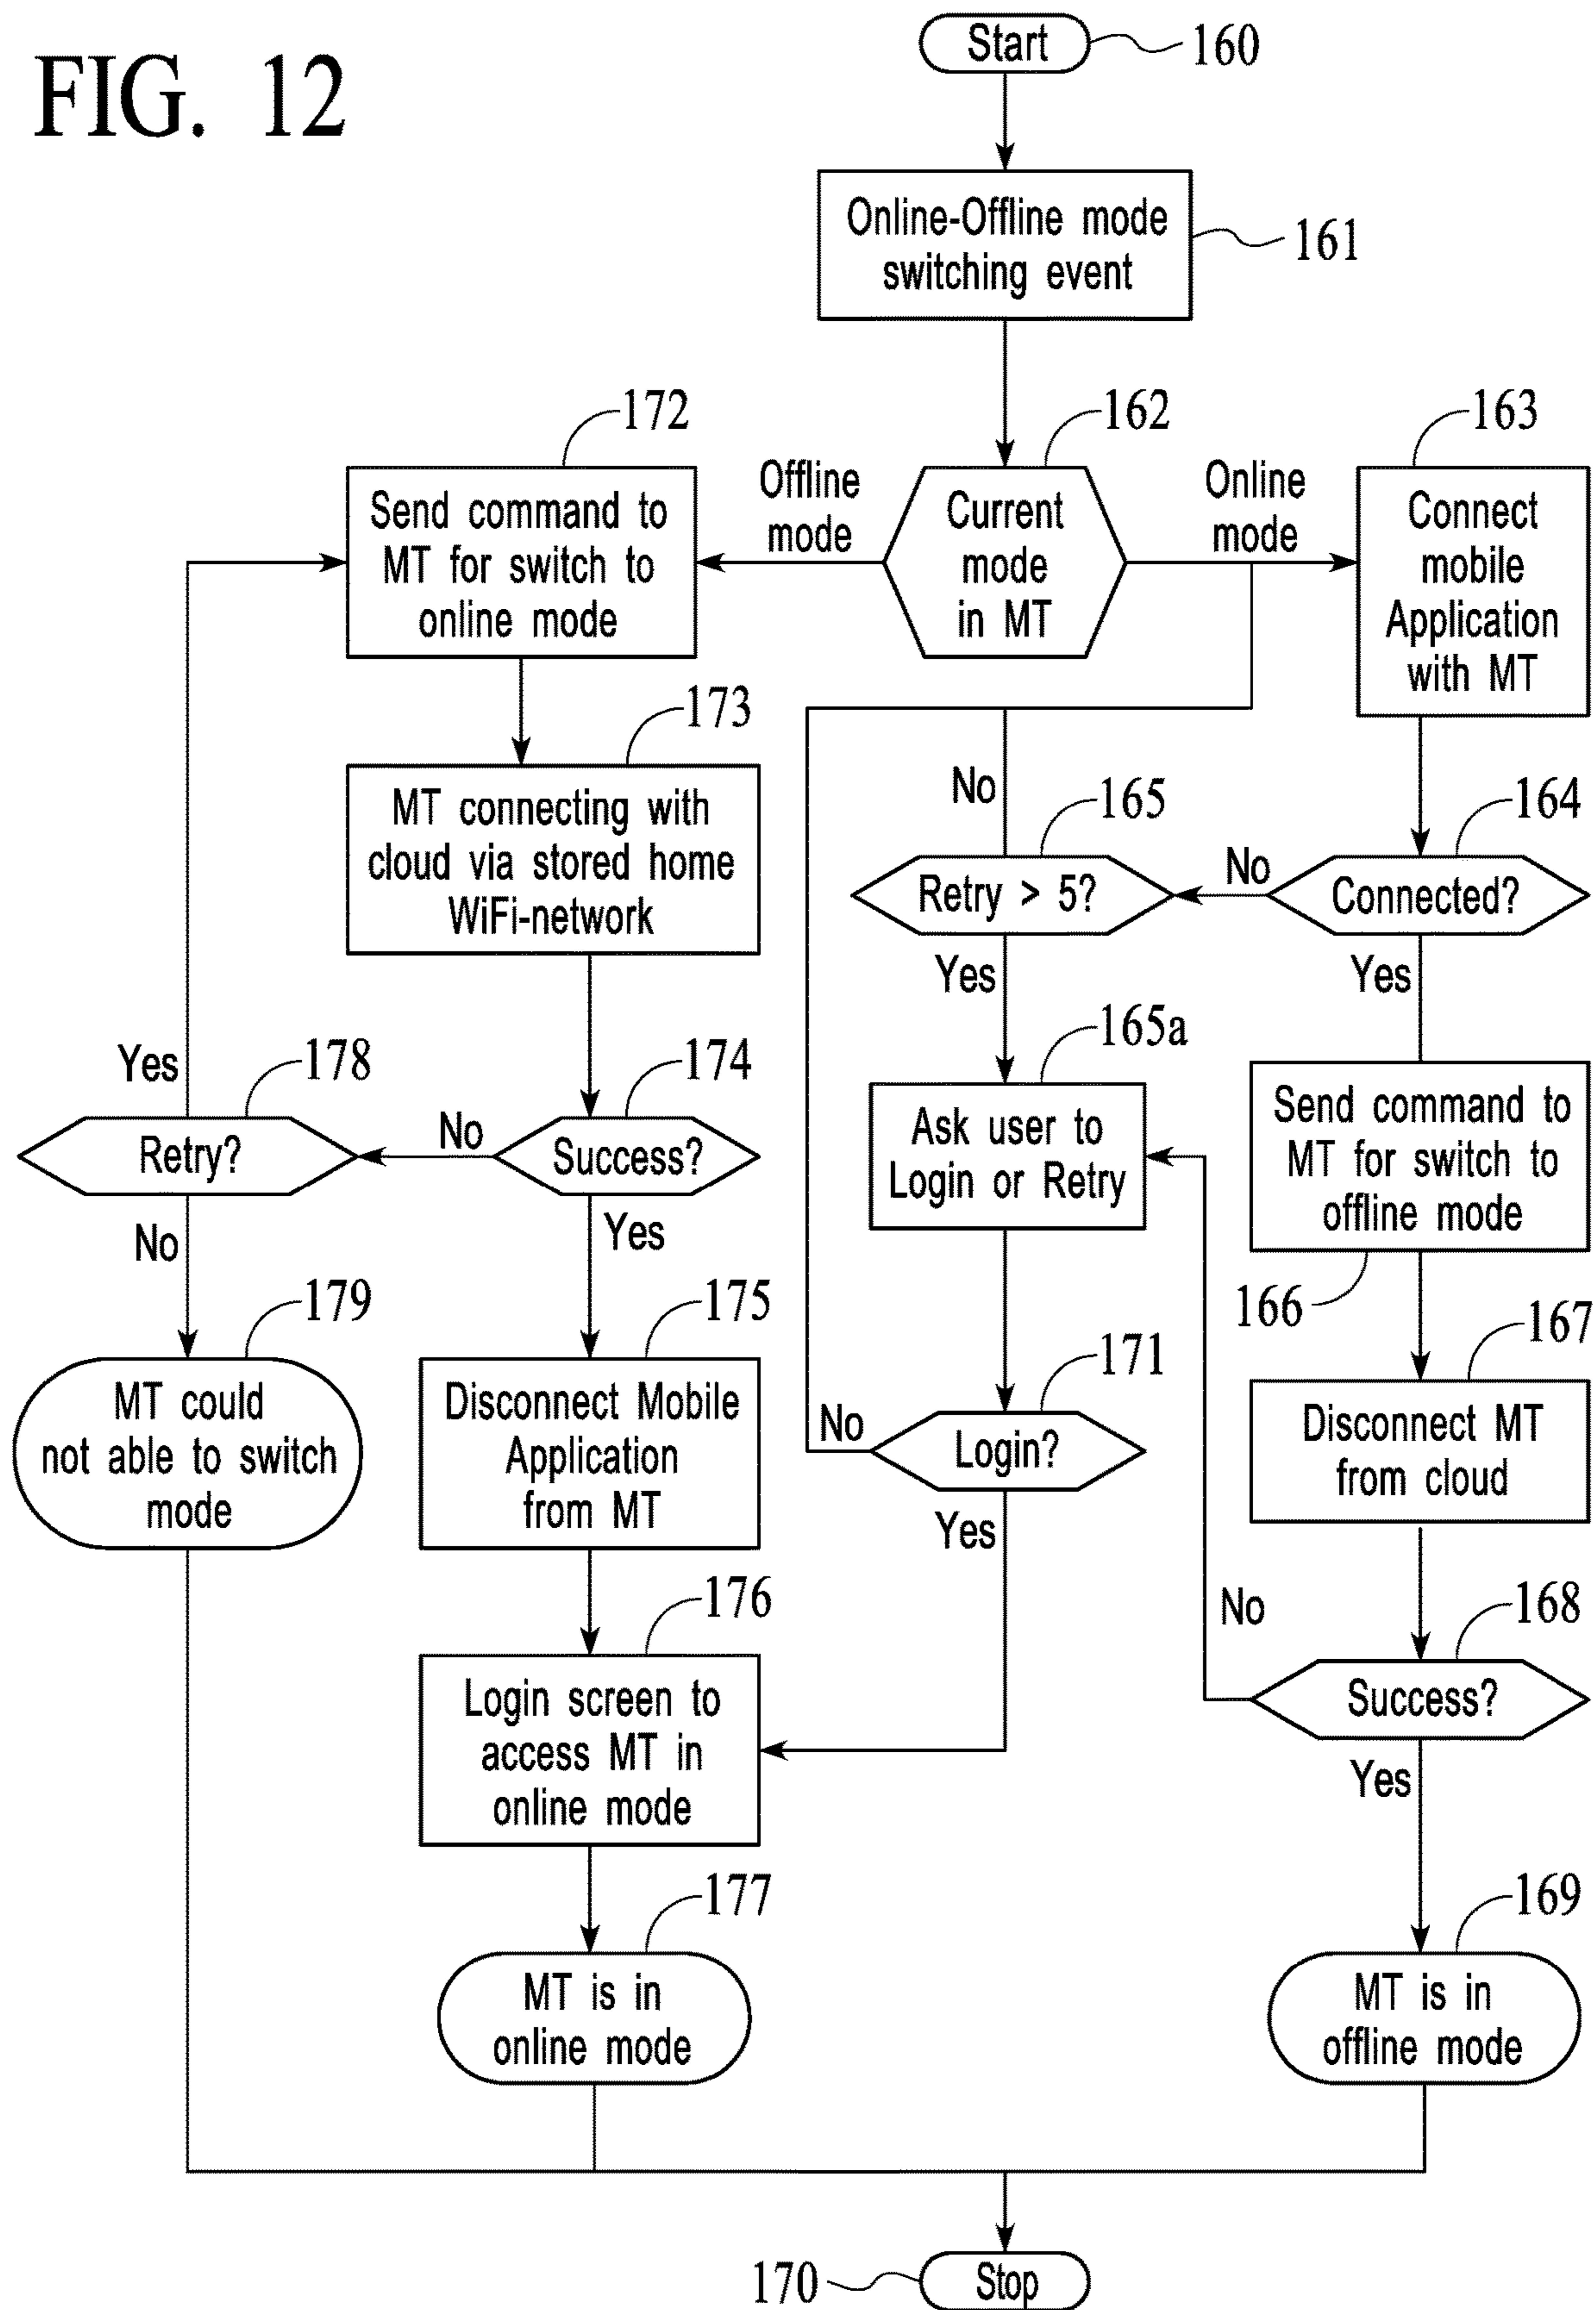 FIG. 12
Start
160
Online-Offline mode
switching event
161
172
162
163
Send command to
MT for switch to
online mode
Offline
mode
Current
mode
in MT
Online
mode
Connect
mobile
Application
with MT
173
MT connecting with
cloud via stored home
WiFi-network
No
165
164
Retry > 5?
No
Connected?
Yes
Yes
165a
Yes
178
174
Retry?
No
Success?
Ask user to
Login or Retry
Send command to
MT for switch to
offline mode
166
No
Yes
179
175
171
167
MT could
not able to switch
mode
Disconnect Mobile
Application
from MT
No
Login?
Yes
Disconnect MT
from cloud
176
No
168
Login screen to
access MT in
online mode
Success?
Yes
177
169
MT is in
online mode
MT is in
offline mode
170
Stop